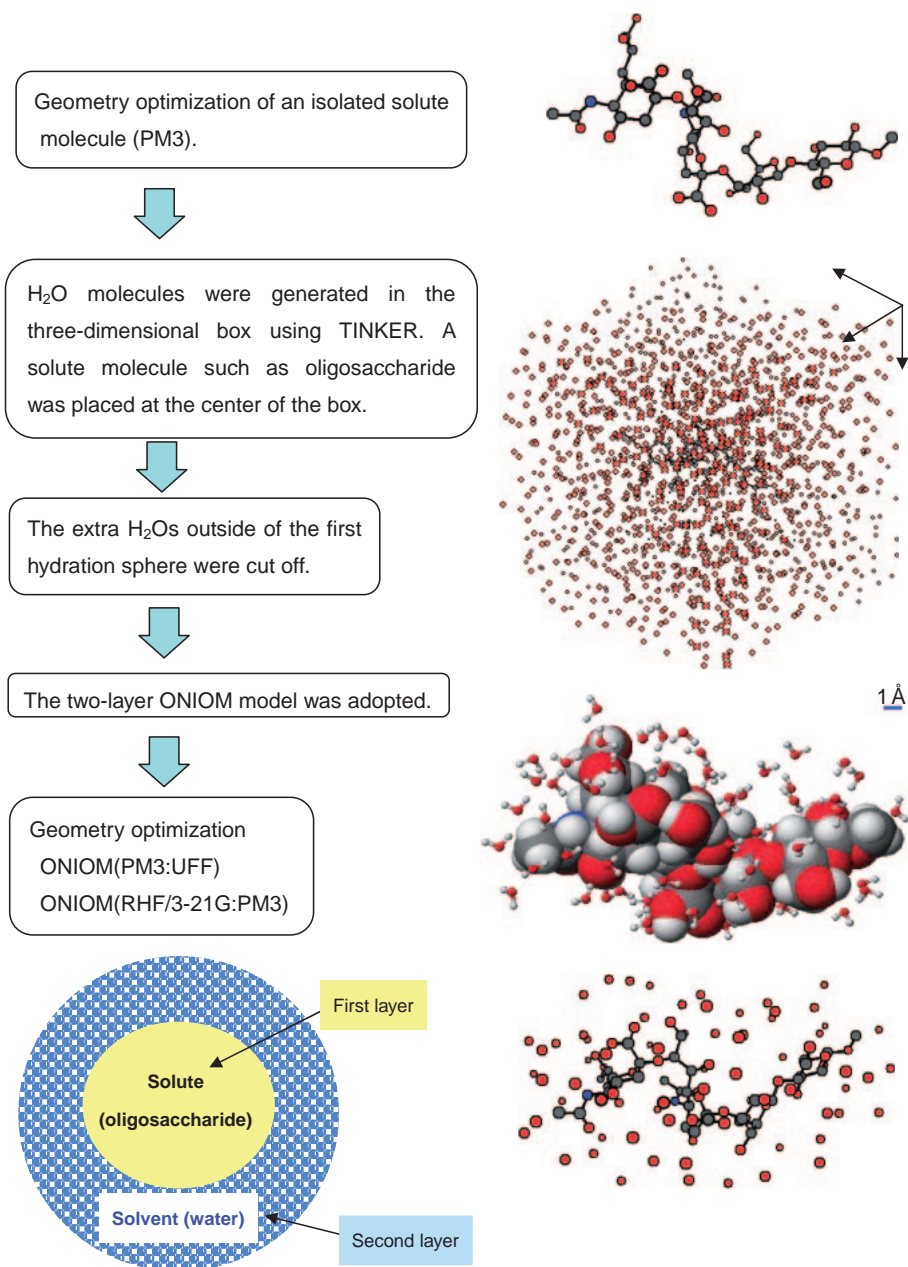 Geometry optimization of an isolated solute
molecule (PM3).
H₂O molecules were generated in the
three-dimensional box using TINKER. A
solute molecule such as oligosaccharide
was placed at the center of the box.
The extra H₂Os outside of the first
hydration sphere were cut off.
The two-layer ONIOM model was adopted.
1 Å
Geometry optimization
ONIOM(PM3:UFF)
ONIOM(RHF/3-21G:PM3)
First layer
Solute
(oligosaccharide)
Solvent (water)
Second layer